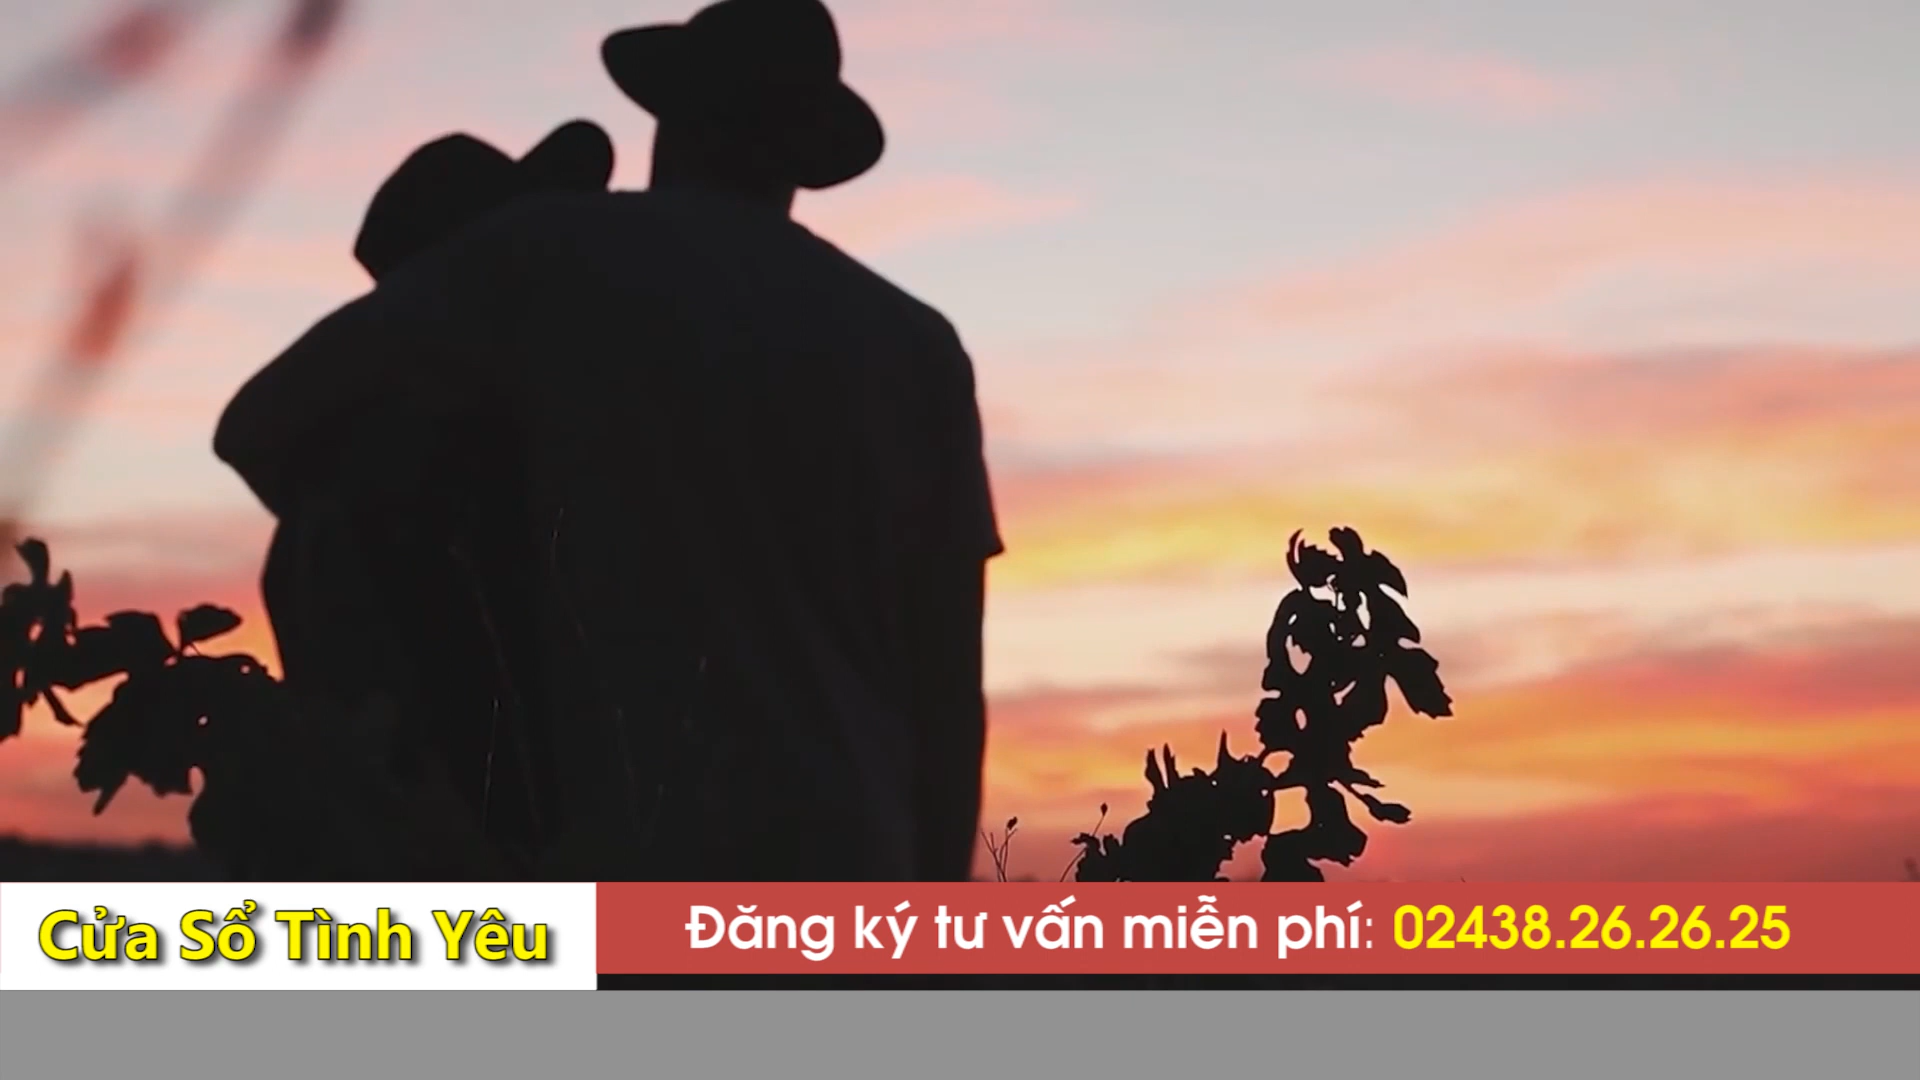 Cửa Sổ Tình Yêu
Đăng ký tư vấn miễn phí: 02438.26.26.25